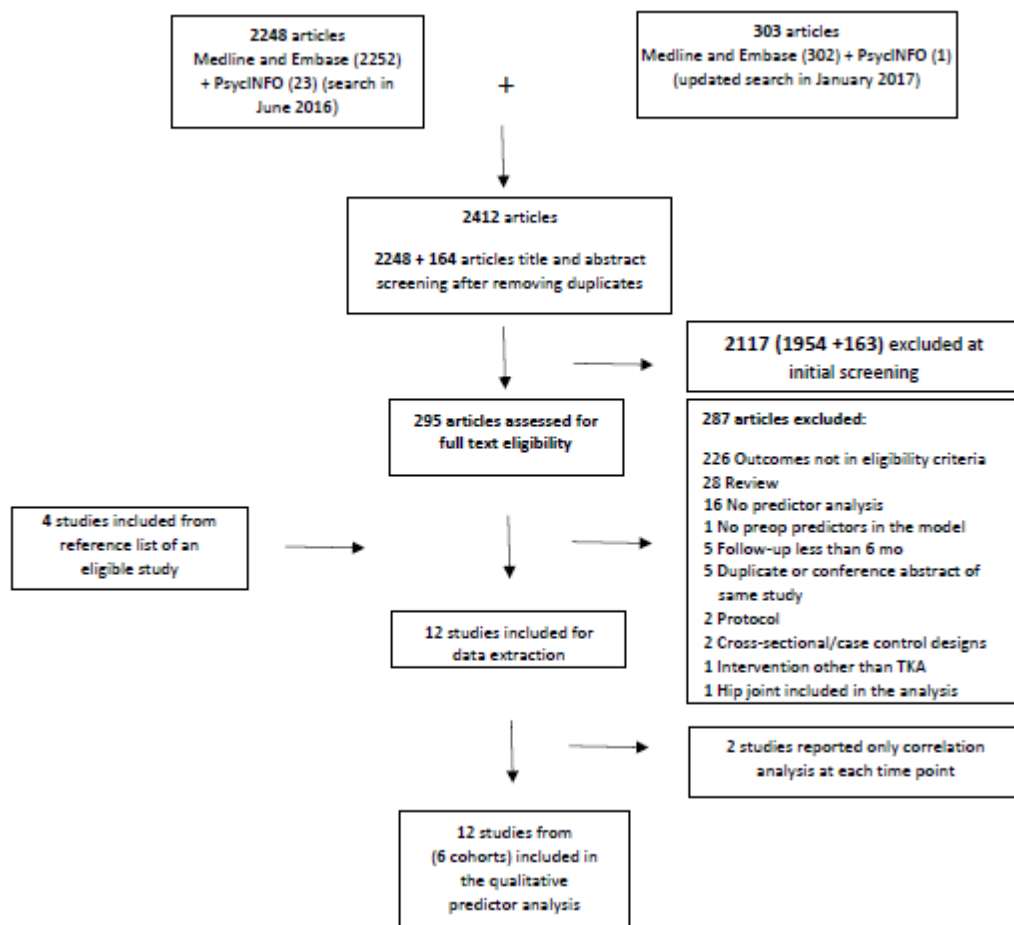 2248 articles
Medline and Embase (2252)
+ PsycINFO (23) (search in
June 2016)
+
303 articles
Medline and Embase (302) + PsycINFO (1)
(updated search in January 2017)
2412 articles
2248 + 164 articles title and abstract
screening after removing duplicates
2117 (1954 +163) excluded at
initial screening
295 articles assessed for
full text eligibility
287 articles excluded:
226 Outcomes not in eligibility criteria
28 Review
16 No predictor analysis
1 No preop predictors in the model
5 Follow-up less than 6 mo
5 Duplicate or conference abstract of
same study
2 Protocol
2 Cross-sectional/case control designs
1 Intervention other than TKA
1 Hip joint included in the analysis
4 studies included from
reference list of an
eligible study
12 studies included for
data extraction
2 studies reported only correlation
analysis at each time point
12 studies from
(6 cohorts) included in
the qualitative
predictor analysis